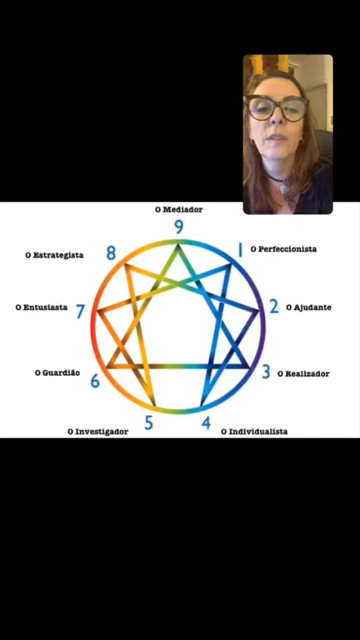 O Mediador
9
O Estrategista
8
1
O Perfeccionista
O Entusiasta
7
2
O Ajudante
O Guardião
6
3
O Realizador
O Investigador
5
4
O Individualista